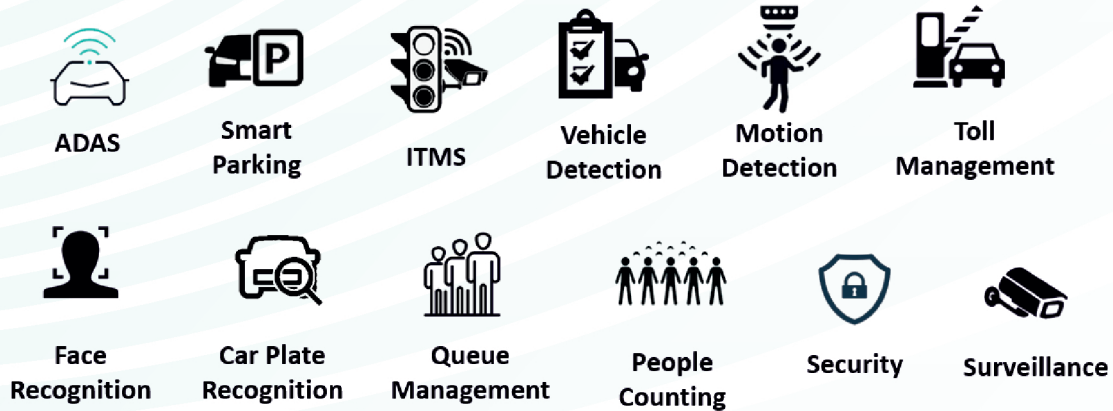 P
ADAS
Smart
Parking
ITMS
Vehicle
Detection
Motion
Detection
Toll
Management
Face
Recognition
Car Plate
Recognition
Queue
Management
People
Counting
Security
Surveillance